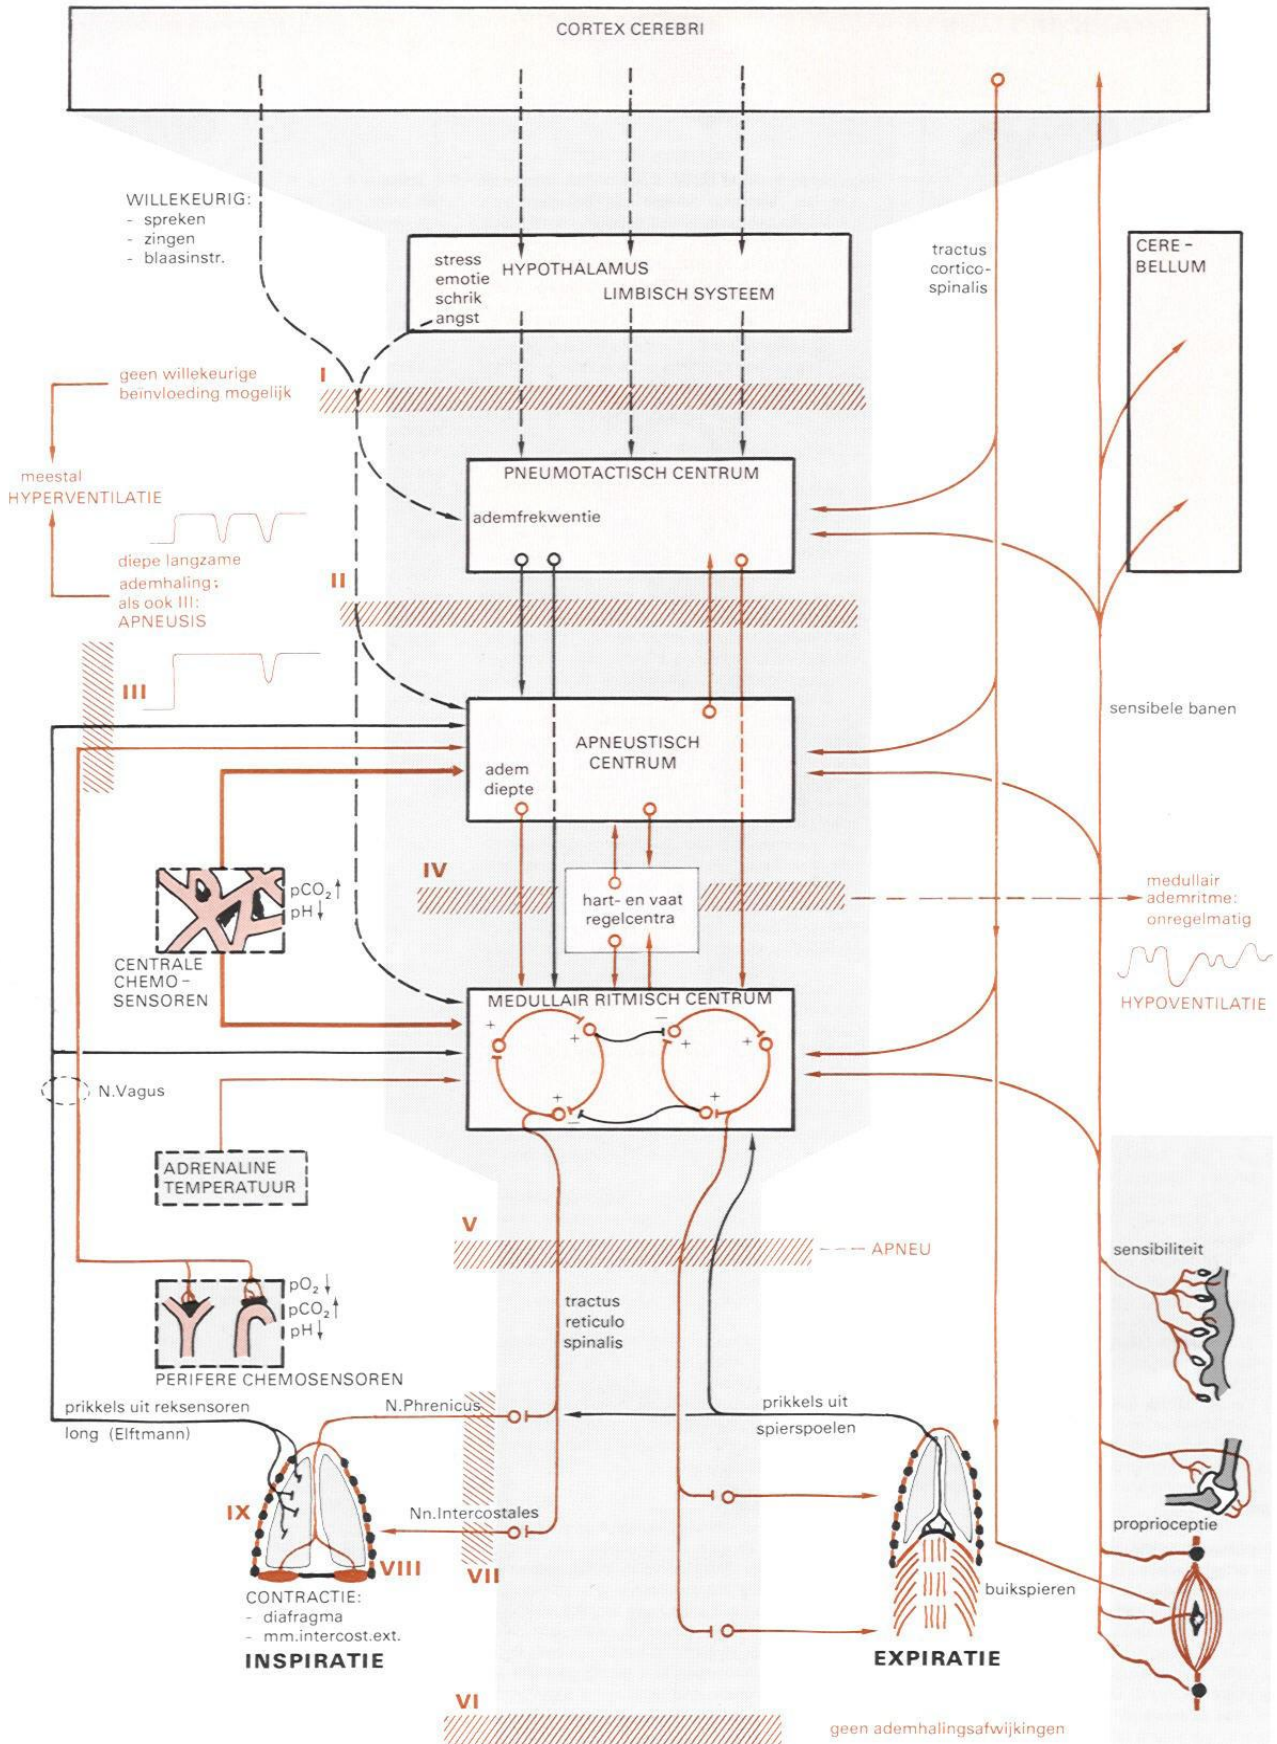 CORTEX CEREBRI
WILLEKEURIG:
- spreken
- zingen
- blaasinstr.
stress
emotie
schrik
angst
HYPOTHALAMUS
LIMBISCH SYSTEEM
tractus
cortico-
spinalis
CERE-
BELLUM
geen willekeurige
beïnvloeding mogelijk
I
meestal
HYPERVENTILATIE
PNEUMOTACTISCH CENTRUM
ademfrekwentie
diepe langzame
ademhaling;
als ook III:
APNEUSIS
II
III
sensibele banen
APNEUSTISCH
CENTRUM
adem
diepte
IV
hart- en vaat
regelcentra
medullair
ademritme:
onregelmatig
HYPOVENTILATIE
pCO2↑
pH↓
CENTRALE
CHEMO-
SENSOREN
MEDULLAIR RITMISCH CENTRUM
+
+
−
+
+
+
−
+
N.Vagus
ADRENALINE
TEMPERATUUR
V
APNEU
sensibiliteit
pO2↓
pCO2↑
pH↓
PERIFERE CHEMOSENSOREN
tractus
reticulo
spinalis
prikkels uit reksensoren
long (Elftmann)
N.Phrenicus
prikkels uit
spierspoelen
IX
Nn.Intercostales
VIII
VII
proprioceptie
buikspieren
CONTRACTIE:
- diafragma
- mm.intercost.ext.
INSPIRATIE
EXPIRATIE
VI
geen ademhalingsafwijkingen